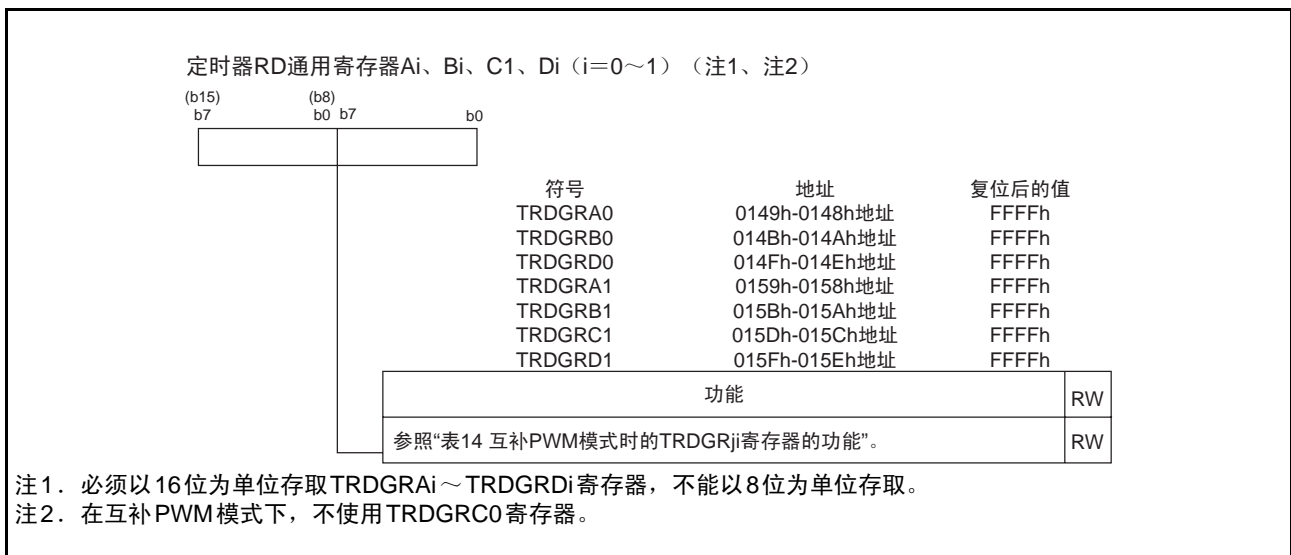 定时器RD通用寄存器Ai、Bi、C1、Di（i＝0～1）（注1、注2）
(b15) (b8)
b7 b0 b7 b0
符号 地址 复位后的值
TRDGRA0 0149h-0148h地址 FFFFh
TRDGRB0 014Bh-014Ah地址 FFFFh
TRDGRD0 014Fh-014Eh地址 FFFFh
TRDGRA1 0159h-0158h地址 FFFFh
TRDGRB1 015Bh-015Ah地址 FFFFh
TRDGRC1 015Dh-015Ch地址 FFFFh
TRDGRD1 015Fh-015Eh地址 FFFFh
功能 RW
参照“表14 互补PWM模式时的TRDGRji寄存器的功能”。 RW
注1．必须以16位为单位存取TRDGRAi～TRDGRDi寄存器，不能以8位为单位存取。
注2．在互补PWM模式下，不使用TRDGRC0寄存器。